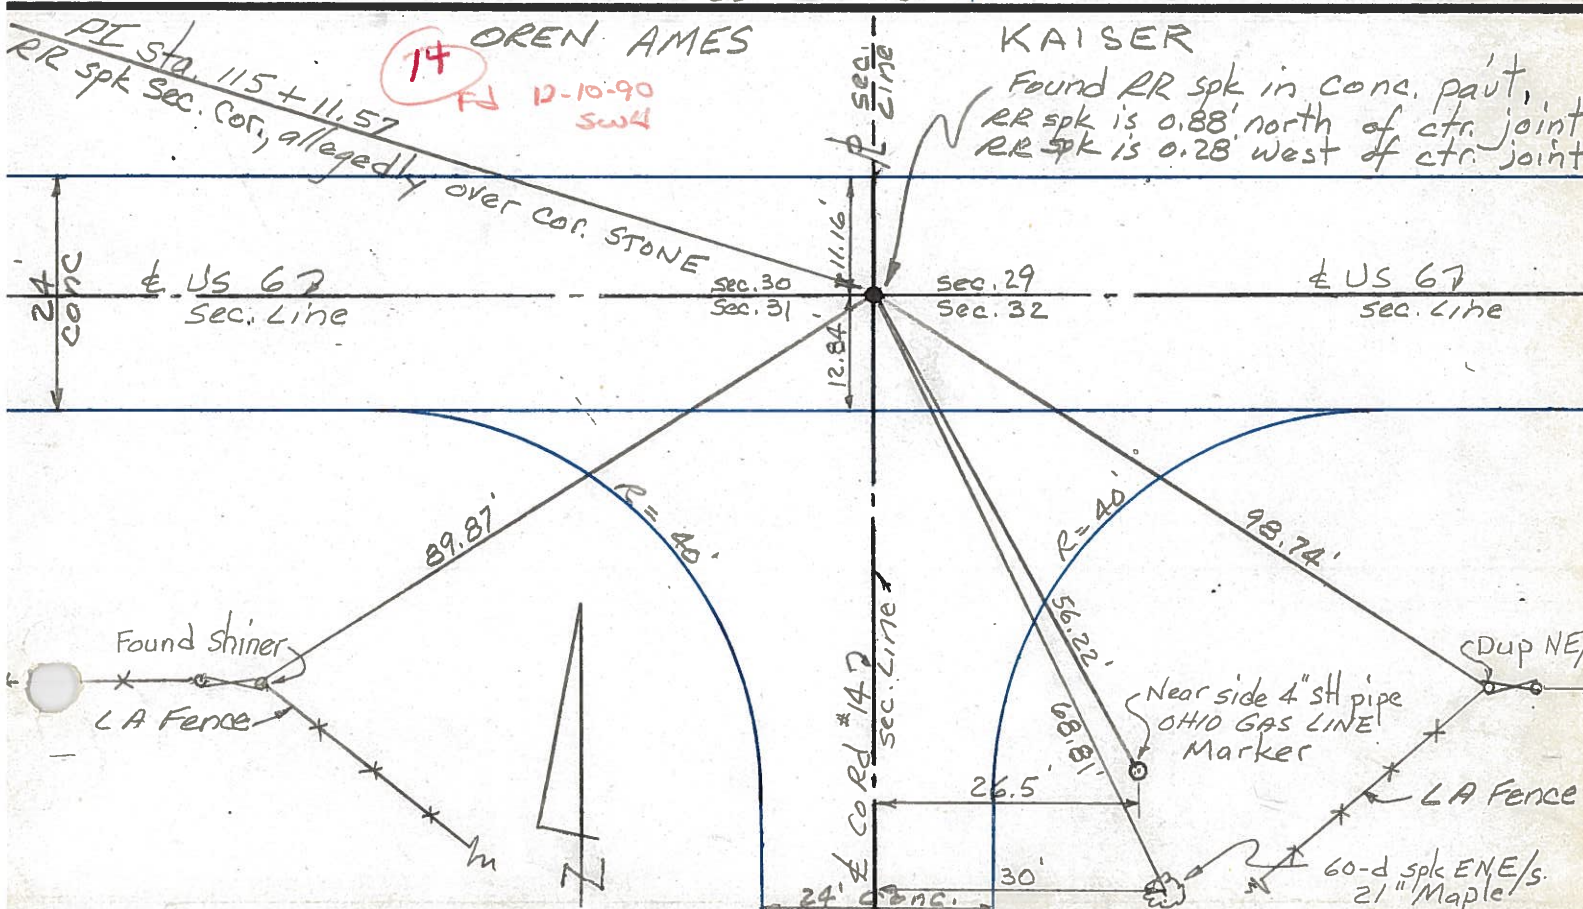 OREN AMES
KAISER
14
Fd 12-10-90
PI Sta. 115 + 11.57
RR spk Sec. Cor., allegedly over Cor. STONE
P/L Sec. Line
Found RR spk in conc. pav't,
RR spk is 0.88' north of ctr. joint
RR spk is 0.28' west of ctr. joint
24
conc
℄ US 67
Sec. Line
11.16'
12.84'
Sec. 30
Sec. 31
Sec. 29
Sec. 32
℄ US 67
Sec. Line
89.87'
R = 40'
R = 40'
98.74'
56.22'
68.81'
Found Shiner
LA Fence
℄ Co Rd #147
sec. Line
Dup NE/
Near side 4" stl pipe
OHIO GAS LINE
Marker
26.5'
LA Fence
N
30'
60-d spk ENE/s.
21" Maple
24' Conc.